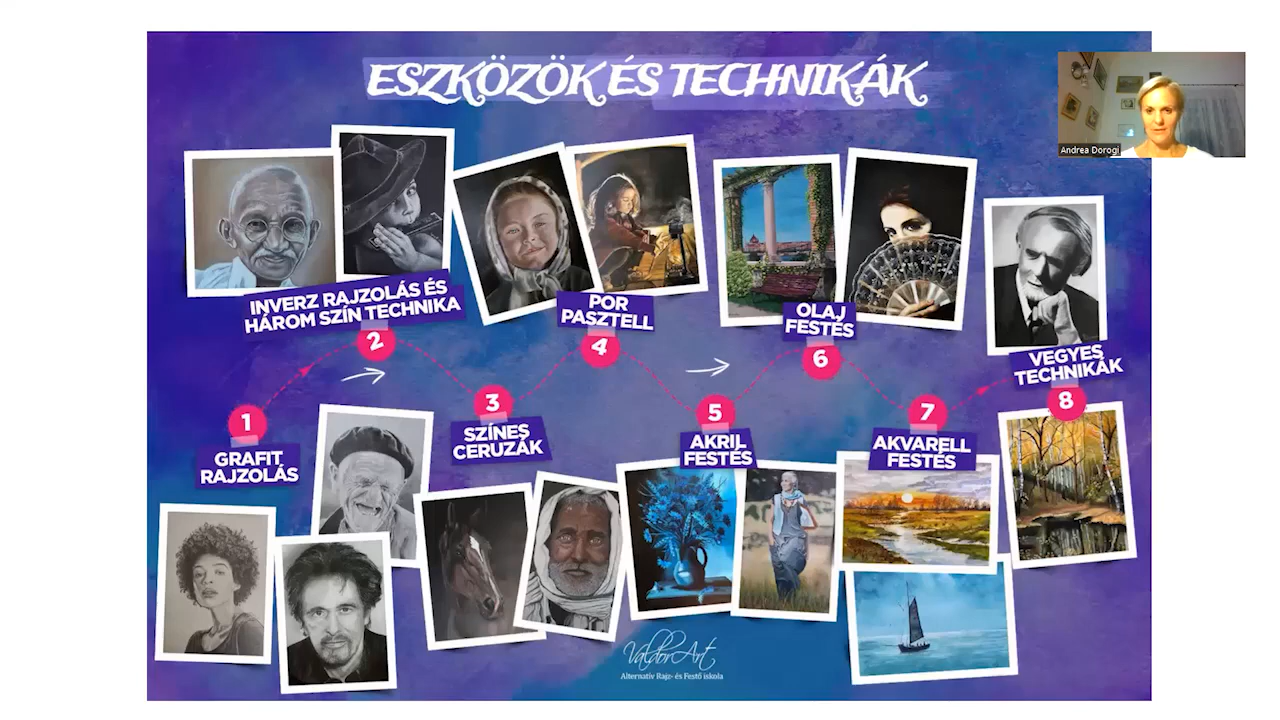 ESZKÖZÖK ÉS TECHNIKÁK
Andrea Dorogi
1
GRAFIT
RAJZOLÁS
INVERZ RAJZOLÁS ÉS
HÁROM SZÍN TECHNIKA
2
3
SZÍNES
CERUZÁK
POR
PASZTELL
4
5
AKRIL
FESTÉS
OLAJ
FESTÉS
6
7
AKVARELL
FESTÉS
VEGYES
TECHNIKÁK
8
ValdorArt
Alternatív Rajz- és Festő iskola